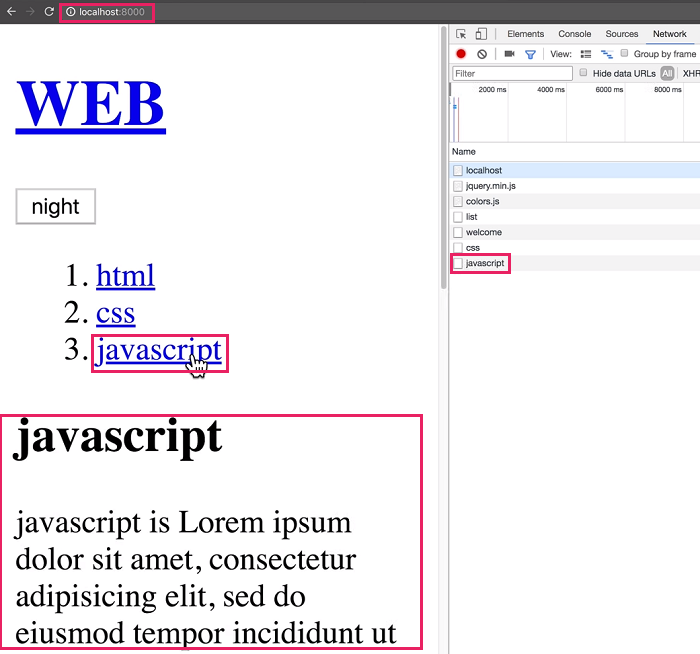 localhost:8000
WEB
night
1. html
2. css
3. javascript
javascript
javascript is Lorem ipsum
dolor sit amet, consectetur
adipisicing elit, sed do
eiusmod tempor incididunt ut
Elements Console Sources Network
View: Group by frame
Filter Hide data URLs All XHR
2000 ms 4000 ms 6000 ms 8000 ms
Name
localhost
jquery.min.js
colors.js
list
welcome
css
javascript